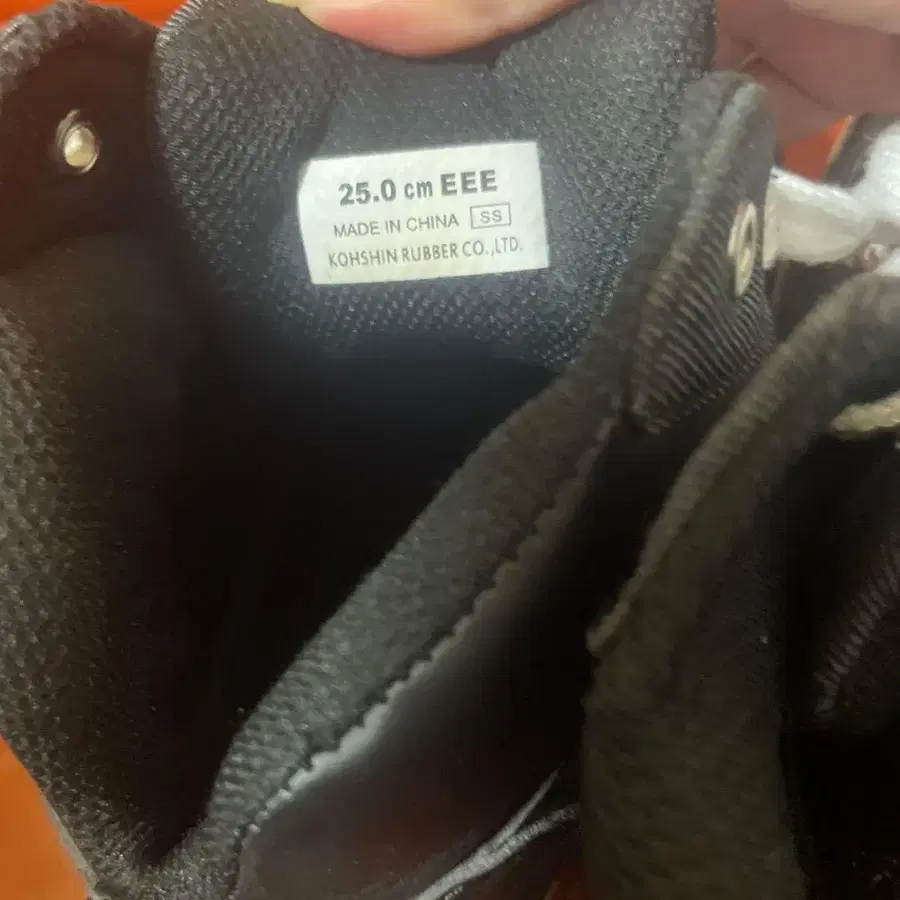 25.0 cm EEE
MADE IN CHINA SS
KOHSHIN RUBBER CO.,LTD.